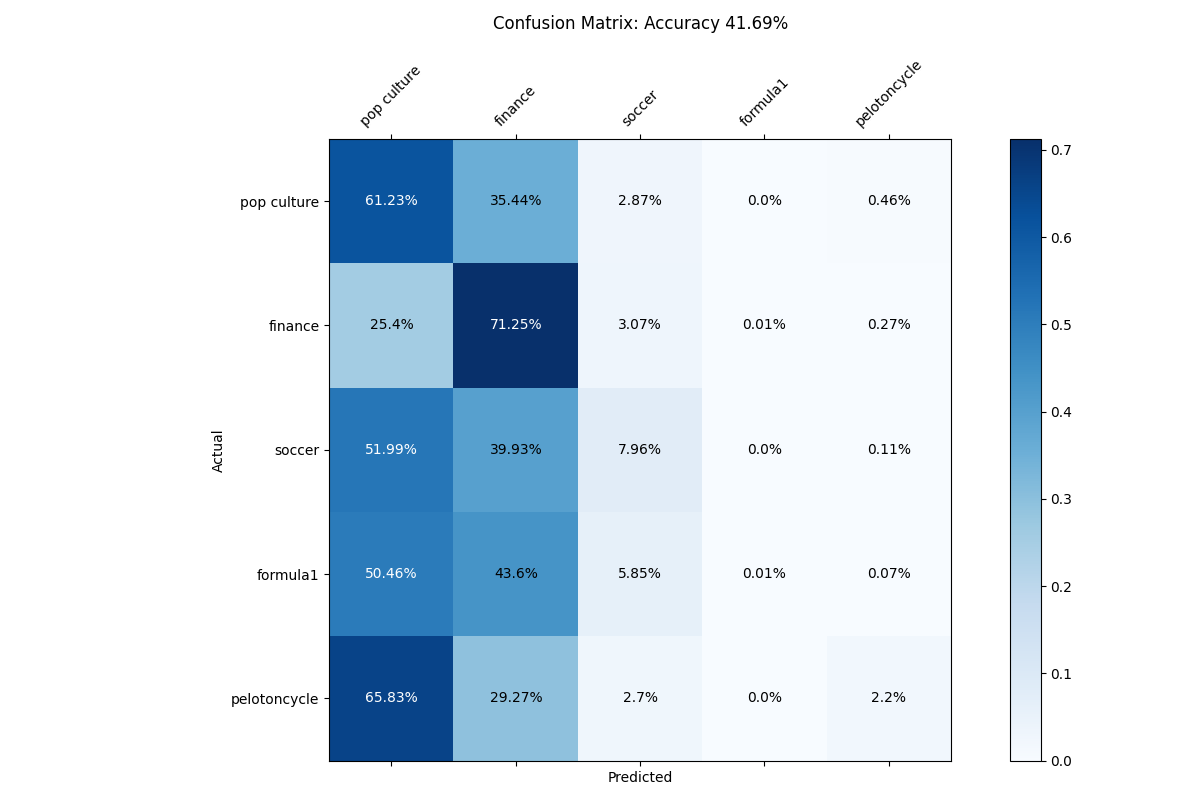 Confusion Matrix: Accuracy 41.69%
pop culture finance soccer formula1 pelotoncycle
pop culture 61.23% 35.44% 2.87% 0.0% 0.46%
finance 25.4% 71.25% 3.07% 0.01% 0.27%
soccer 51.99% 39.93% 7.96% 0.0% 0.11%
formula1 50.46% 43.6% 5.85% 0.01% 0.07%
pelotoncycle 65.83% 29.27% 2.7% 0.0% 2.2%
Actual
Predicted
0.7
0.6
0.5
0.4
0.3
0.2
0.1
0.0